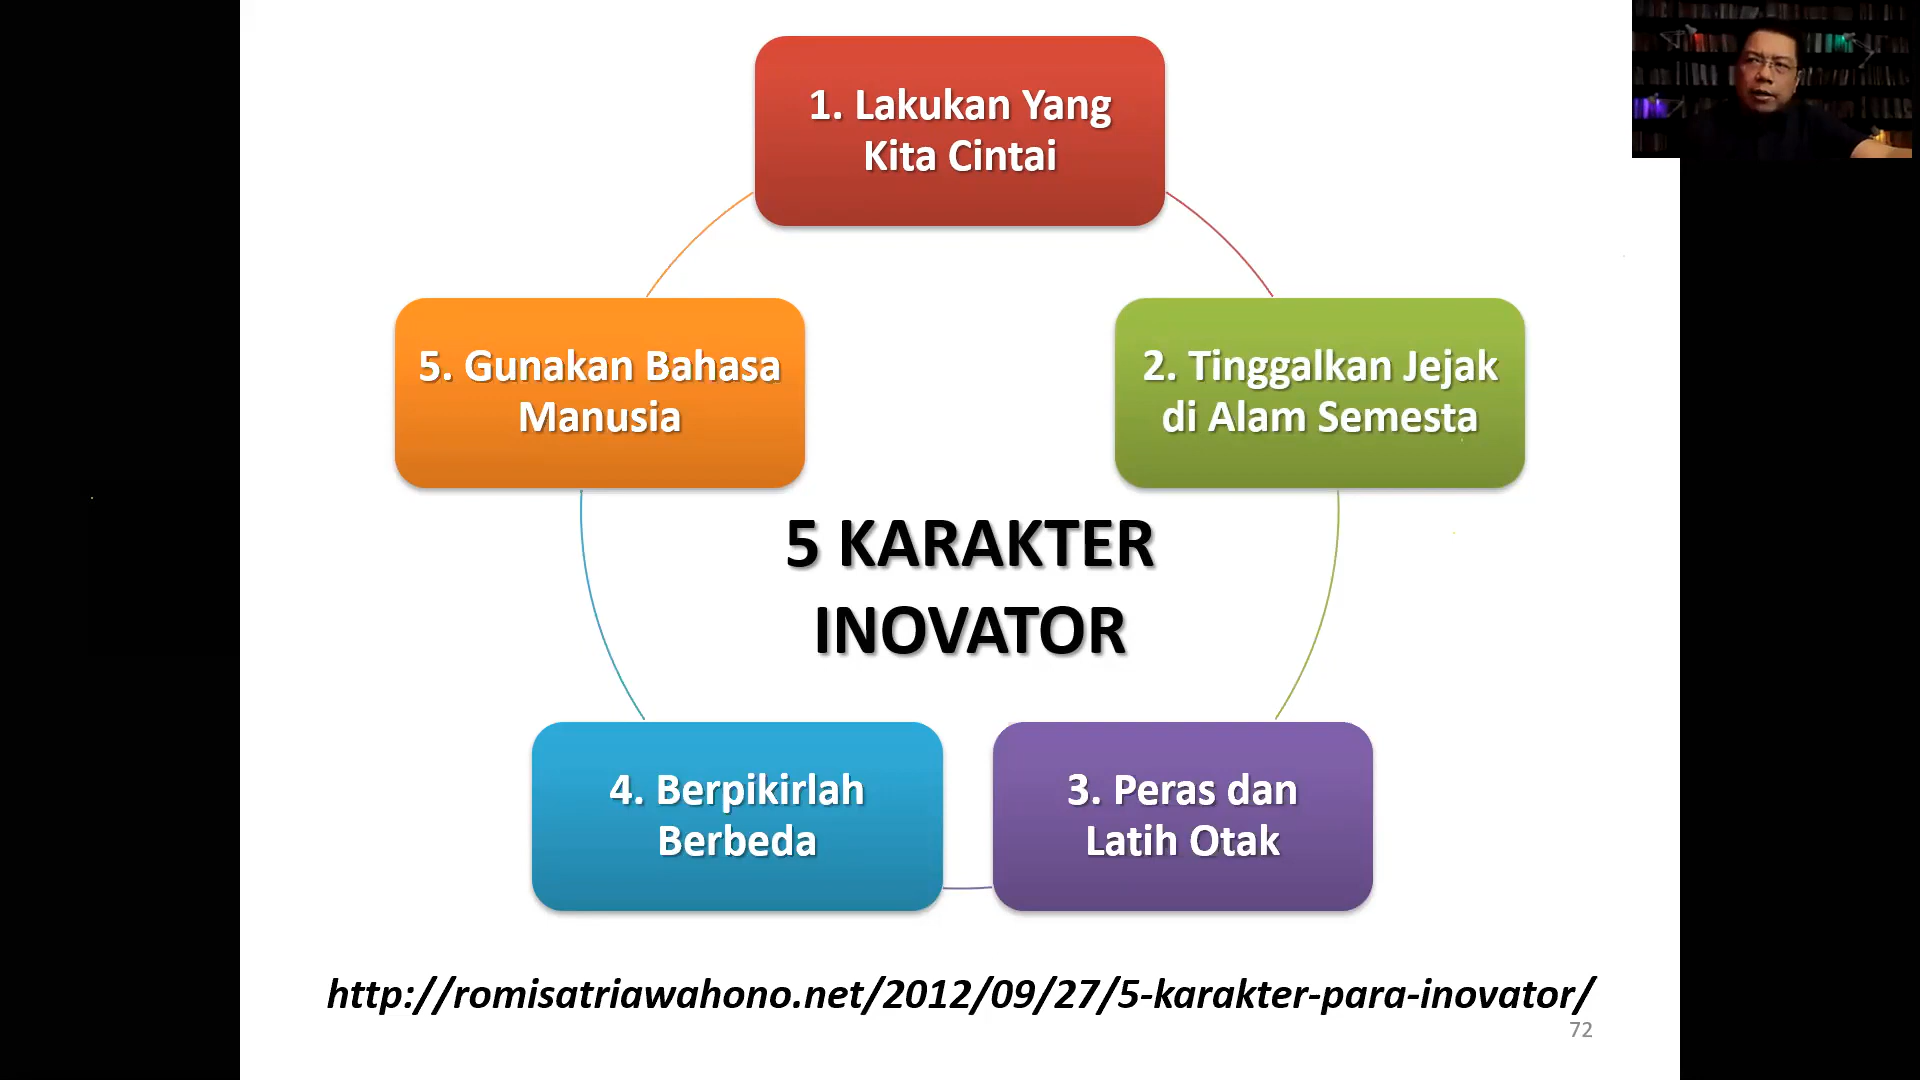 1. Lakukan Yang
Kita Cintai
2. Tinggalkan Jejak
di Alam Semesta
3. Peras dan
Latih Otak
4. Berpikirlah
Berbeda
5. Gunakan Bahasa
Manusia
5 KARAKTER
INOVATOR
http://romisatriawahono.net/2012/09/27/5-karakter-para-inovator/
72